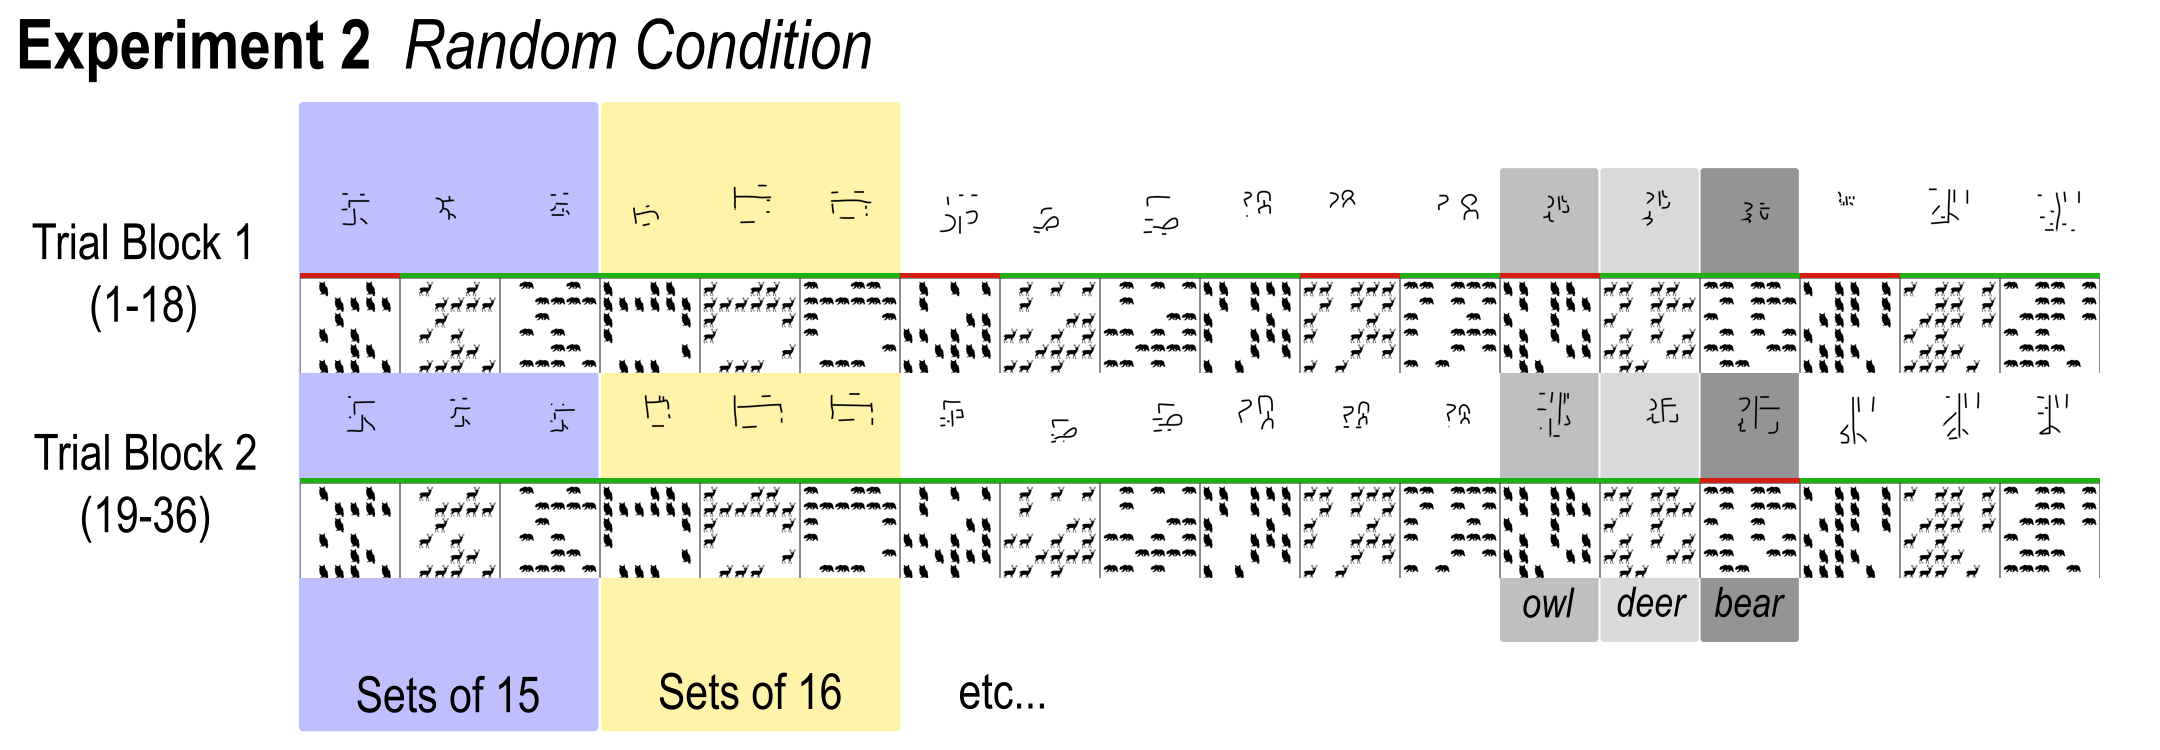 Experiment 2 Random Condition
Trial Block 1
(1-18)
Trial Block 2
(19-36)
owl deer bear
Sets of 15 Sets of 16 etc...